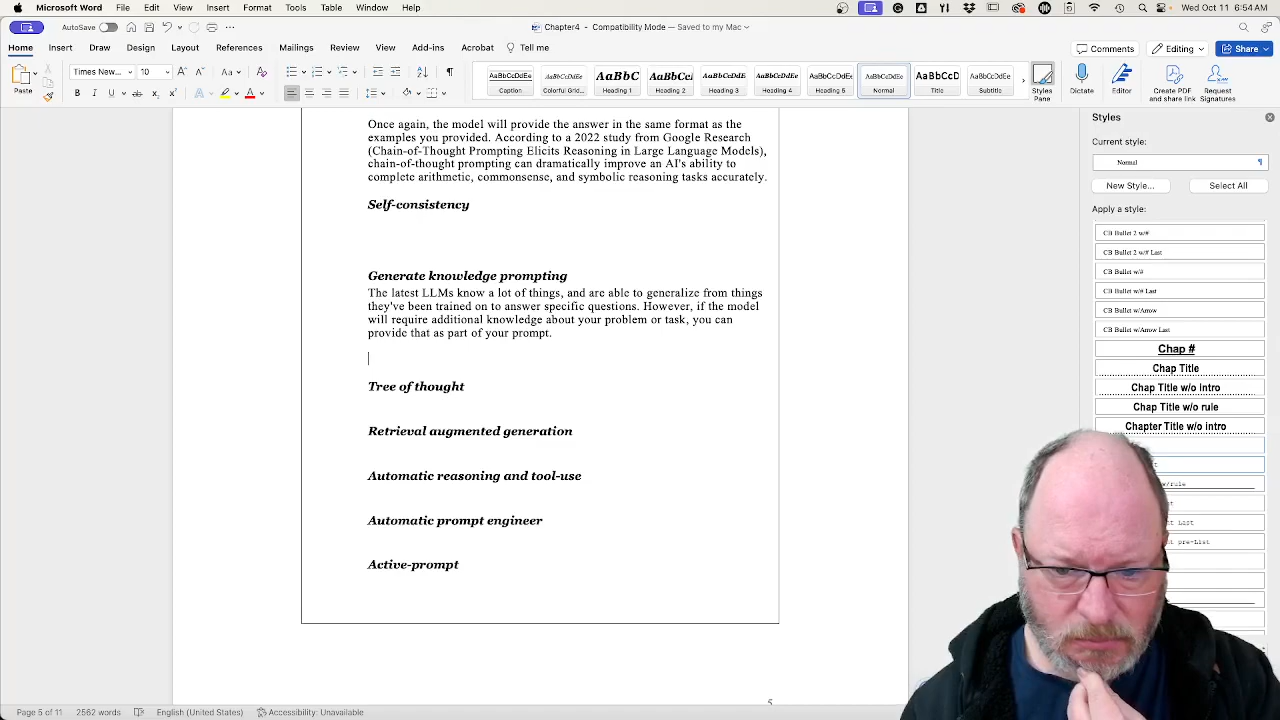 Microsoft Word File Edit View Insert Format Tools Table Window Help Wed Oct 11 6:54 AM
AutoSave Chapter4 - Compatibility Mode — Saved to my Mac
Home Insert Draw Design Layout References Mailings Review View Add-ins Acrobat Tell me Comments Editing Share
Paste Times New... 10 Aa
AaBbCcDdEe AaBbCcDdEe AaBbC AaBbCc AaBbCcDdE AaBbCcDdEe AaBbCcDdEe AaBbCcDdEe AaBbCcD AaBbCcDdEe
Caption Colorful Grid... Heading 1 Heading 2 Heading 3 Heading 4 Heading 5 Normal Title Subtitle
Styles Pane Dictate Editor Create PDF and share link Request Signatures
Once again, the model will provide the answer in the same format as the
examples you provided. According to a 2022 study from Google Research
(Chain-of-Thought Prompting Elicits Reasoning in Large Language Models),
chain-of-thought prompting can dramatically improve an AI's ability to
complete arithmetic, commonsense, and symbolic reasoning tasks accurately.
Self-consistency
Generate knowledge prompting
The latest LLMs know a lot of things, and are able to generalize from things
they've been trained on to answer specific questions. However, if the model
will require additional knowledge about your problem or task, you can
provide that as part of your prompt.
Tree of thought
Retrieval augmented generation
Automatic reasoning and tool-use
Automatic prompt engineer
Active-prompt
5
Styles
Current style:
Normal
New Style... Select All
Apply a style:
CB Bullet 2 w/#
CB Bullet 2 w/# Last
CB Bullet w/#
CB Bullet w/# Last
CB Bullet w/Arrow
CB Bullet w/Arrow Last
Chap #
Chap Title
Chap Title w/o intro
Chap Title w/o rule
Chapter Title w/o intro
Page 5 of 11 2562 words English (United States) Accessibility: Unavailable